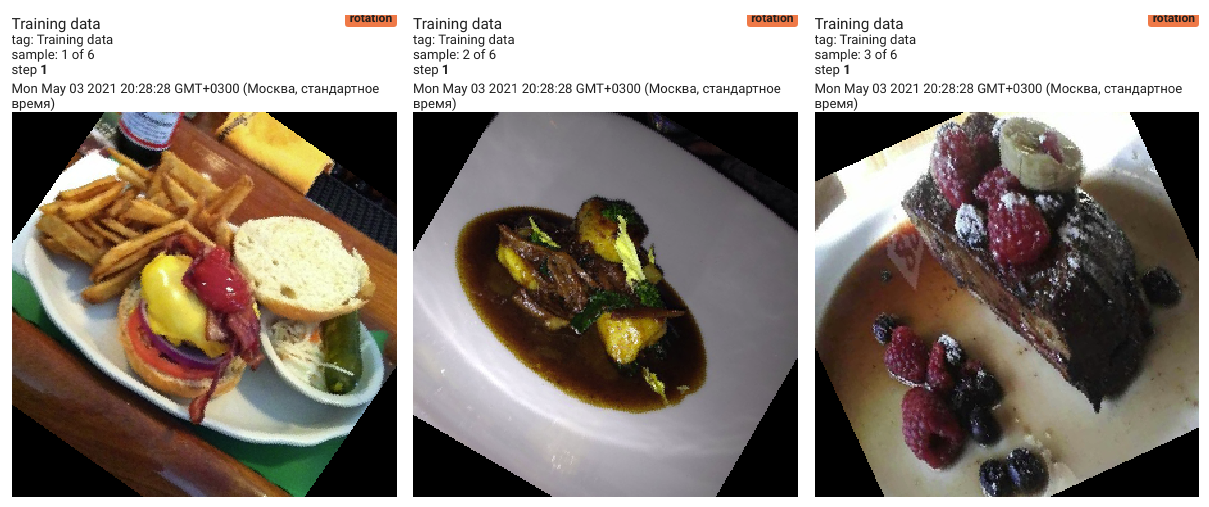 Training data
rotation
tag: Training data
sample: 1 of 6
step 1
Mon May 03 2021 20:28:28 GMT+0300 (Москва, стандартное
время)
Training data
rotation
tag: Training data
sample: 2 of 6
step 1
Mon May 03 2021 20:28:28 GMT+0300 (Москва, стандартное
время)
Training data
rotation
tag: Training data
sample: 3 of 6
step 1
Mon May 03 2021 20:28:28 GMT+0300 (Москва, стандартное
время)